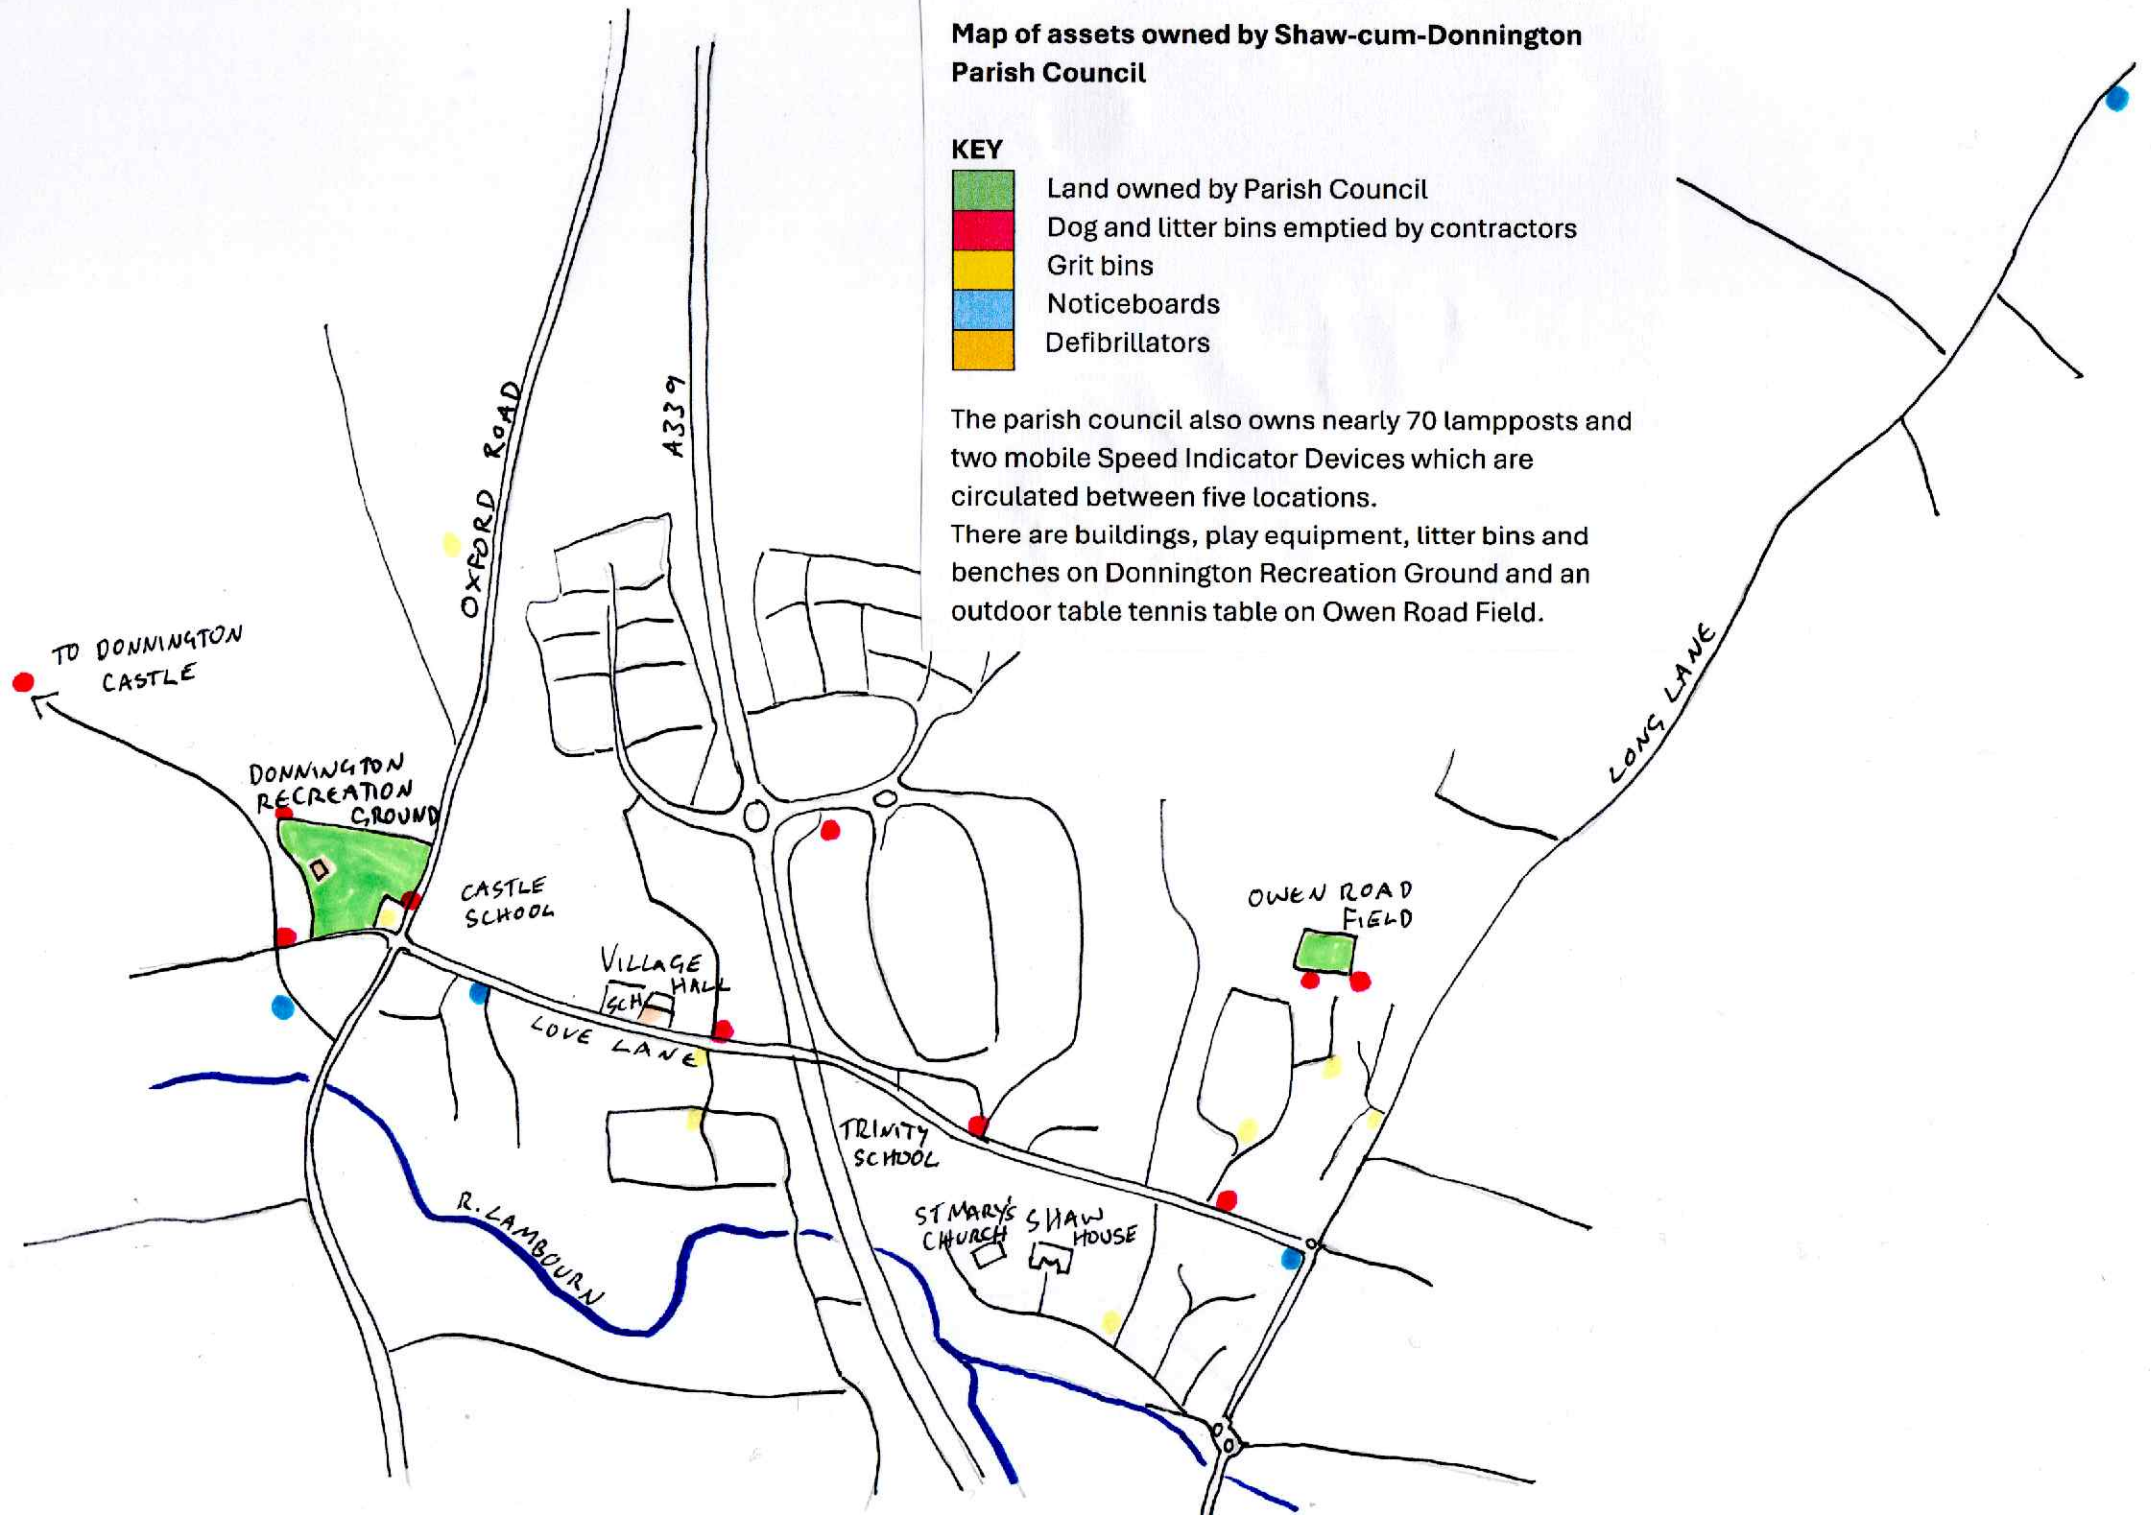 Map of assets owned by Shaw-cum-Donnington
Parish Council
KEY
Land owned by Parish Council
Dog and litter bins emptied by contractors
Grit bins
Noticeboards
Defibrillators
The parish council also owns nearly 70 lampposts and
two mobile Speed Indicator Devices which are
circulated between five locations.
There are buildings, play equipment, litter bins and
benches on Donnington Recreation Ground and an
outdoor table tennis table on Owen Road Field.
OXFORD ROAD
A339
TO DONNINGTON
CASTLE
DONNINGTON
RECREATION
GROUND
CASTLE
SCHOOL
VILLAGE
HALL
SCH
LOVE LANE
LONG LANE
OWEN ROAD
FIELD
TRINITY
SCHOOL
R. LAMBOURN
ST MARY'S
CHURCH
SHAW
HOUSE